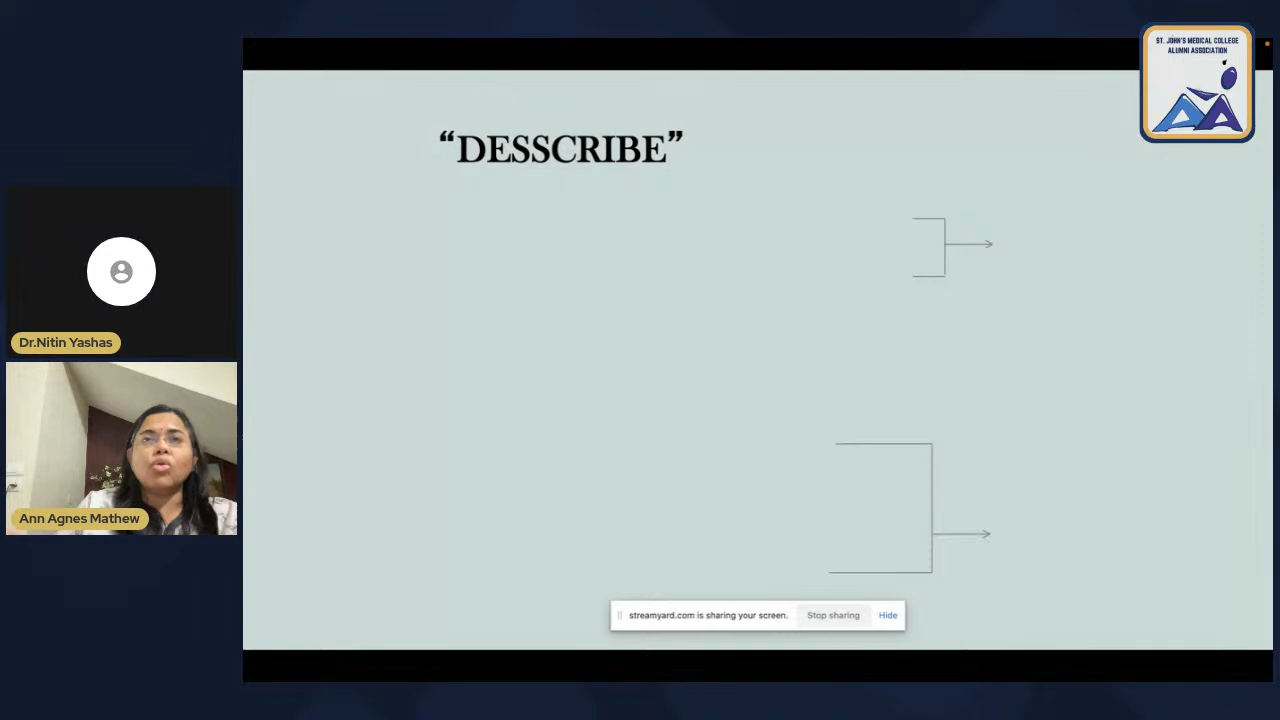 ST. JOHN'S MEDICAL COLLEGE
ALUMNI ASSOCIATION
“DESSCRIBE”
Dr.Nitin Yashas
Ann Agnes Mathew
streamyard.com is sharing your screen. Stop sharing Hide